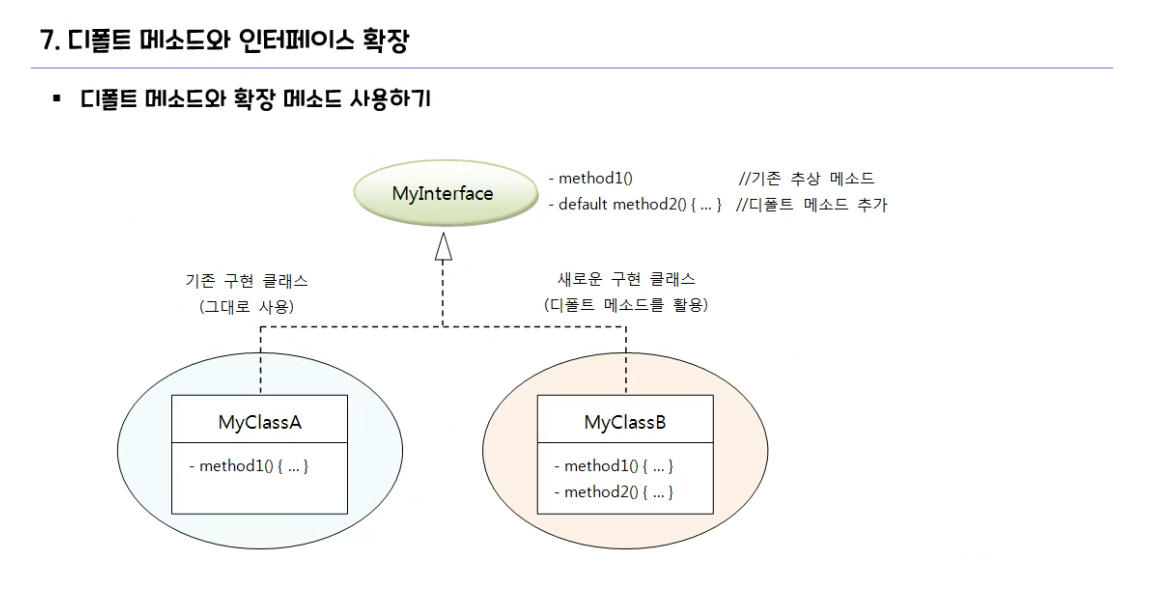 7. 디폴트 메소드와 인터페이스 확장
▪ 디폴트 메소드와 확장 메소드 사용하기
MyInterface
- method1() //기존 추상 메소드
- default method2() { ... } //디폴트 메소드 추가
기존 구현 클래스
(그대로 사용)
새로운 구현 클래스
(디폴트 메소드를 활용)
MyClassA
- method1() { ... }
MyClassB
- method1() { ... }
- method2() { ... }